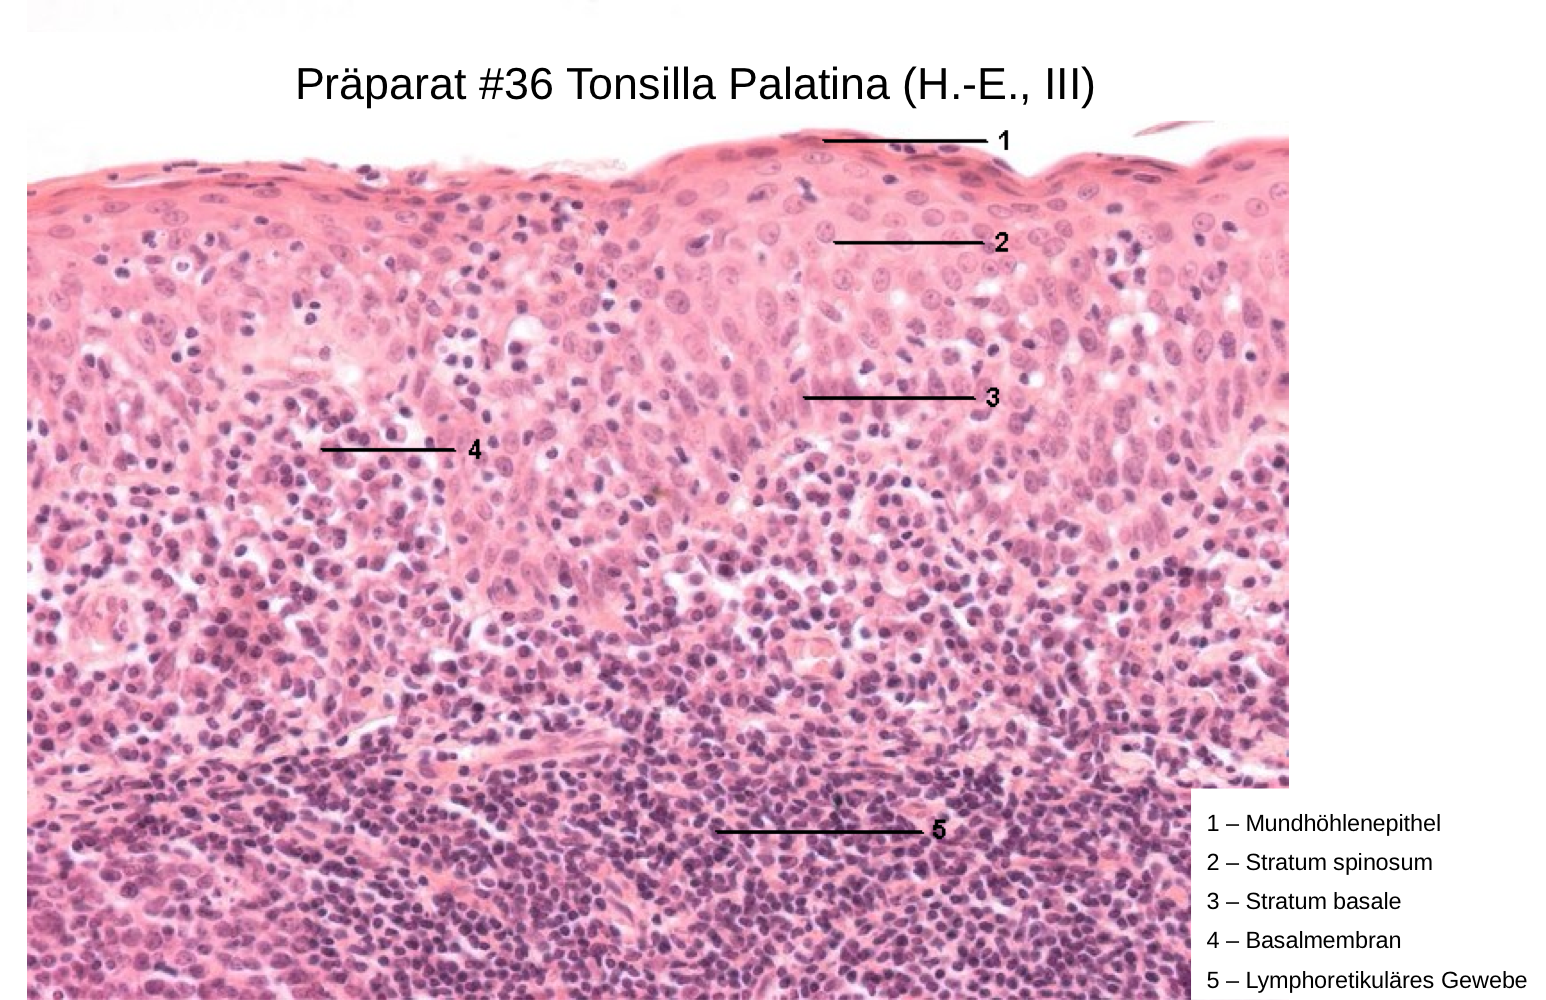 Präparat #36 Tonsilla Palatina (H.-E., III)
1
2
3
4
5
1 – Mundhöhlenepithel
2 – Stratum spinosum
3 – Stratum basale
4 – Basalmembran
5 – Lymphoretikuläres Gewebe